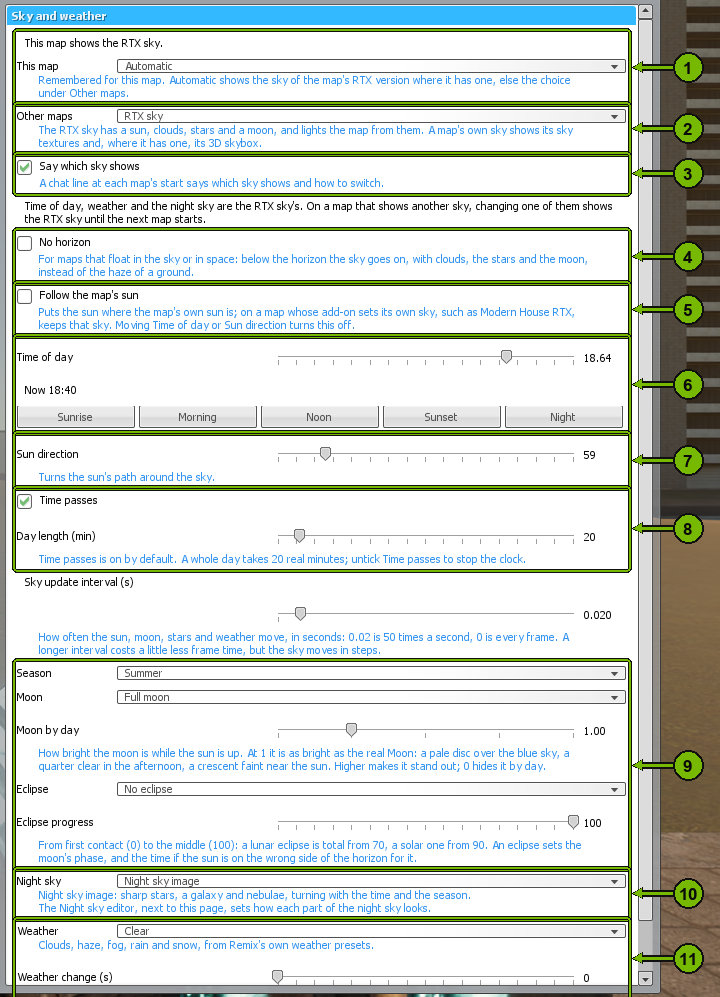 Sky and weather
This map shows the RTX sky.
This map
Automatic
Remembered for this map. Automatic shows the sky of the map's RTX version where it has one, else the choice
under Other maps.
1
Other maps
RTX sky
The RTX sky has a sun, clouds, stars and a moon, and lights the map from them. A map's own sky shows its sky
textures and, where it has one, its 3D skybox.
2
Say which sky shows
A chat line at each map's start says which sky shows and how to switch.
3
Time of day, weather and the night sky are the RTX sky's. On a map that shows another sky, changing one of them shows
the RTX sky until the next map starts.
No horizon
For maps that float in the sky or in space: below the horizon the sky goes on, with clouds, the stars and the moon,
instead of the haze of a ground.
4
Follow the map's sun
Puts the sun where the map's own sun is; on a map whose add-on sets its own sky, such as Modern House RTX,
keeps that sky. Moving Time of day or Sun direction turns this off.
5
Time of day
18.64
Now 18:40
6
Sunrise
Morning
Noon
Sunset
Night
Sun direction
59
7
Turns the sun's path around the sky.
Time passes
8
Day length (min)
20
Time passes is on by default. A whole day takes 20 real minutes; untick Time passes to stop the clock.
Sky update interval (s)
0.020
How often the sun, moon, stars and weather move, in seconds: 0.02 is 50 times a second, 0 is every frame. A
longer interval costs a little less frame time, but the sky moves in steps.
Season
Summer
Moon
Full moon
Moon by day
1.00
How bright the moon is while the sun is up. At 1 it is as bright as the real Moon: a pale disc over the blue sky, a
quarter clear in the afternoon, a crescent faint near the sun. Higher makes it stand out; 0 hides it by day.
9
Eclipse
No eclipse
Eclipse progress
100
From first contact (0) to the middle (100): a lunar eclipse is total from 70, a solar one from 90. An eclipse sets the
moon's phase, and the time if the sun is on the wrong side of the horizon for it.
Night sky
Night sky image
Night sky image: sharp stars, a galaxy and nebulae, turning with the time and the season.
The Night sky editor, next to this page, sets how each part of the night sky looks.
10
Weather
Clear
Clouds, haze, fog, rain and snow, from Remix's own weather presets.
11
Weather change (s)
0